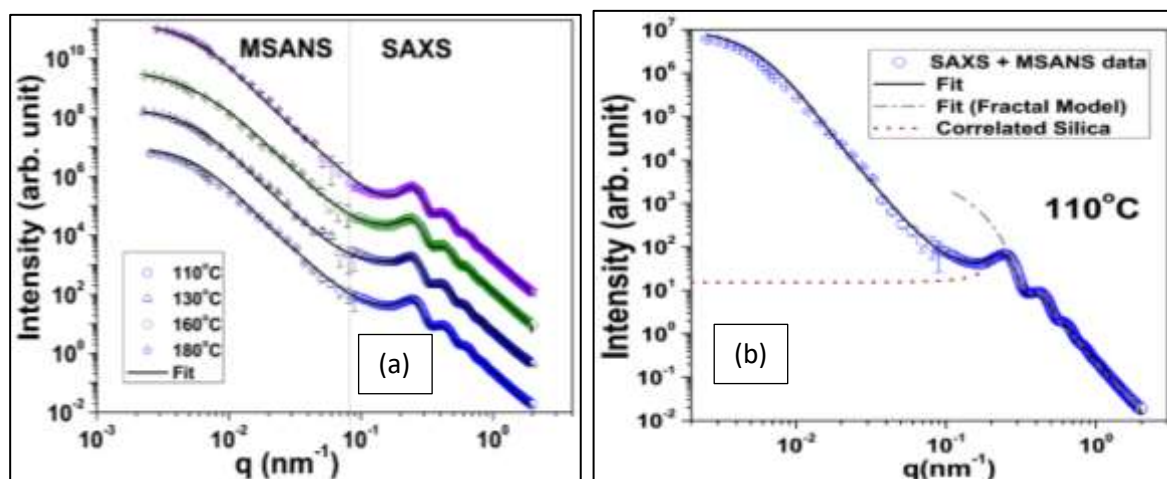 MSANS SAXS
10^10
10^8
10^6
10^4
10^2
10^0
10^-2
Intensity (arb. unit)
110°C
130°C
160°C
180°C
Fit
(a)
10^-3 10^-2 10^-1 10^0
q (nm^-1)
10^7
10^6
10^5
10^4
10^3
10^2
10^1
10^0
10^-1
10^-2
Intensity (arb. unit)
SAXS + MSANS data
Fit
Fit (Fractal Model)
Correlated Silica
110°C
(b)
10^-2 10^-1 10^0
q(nm^-1)